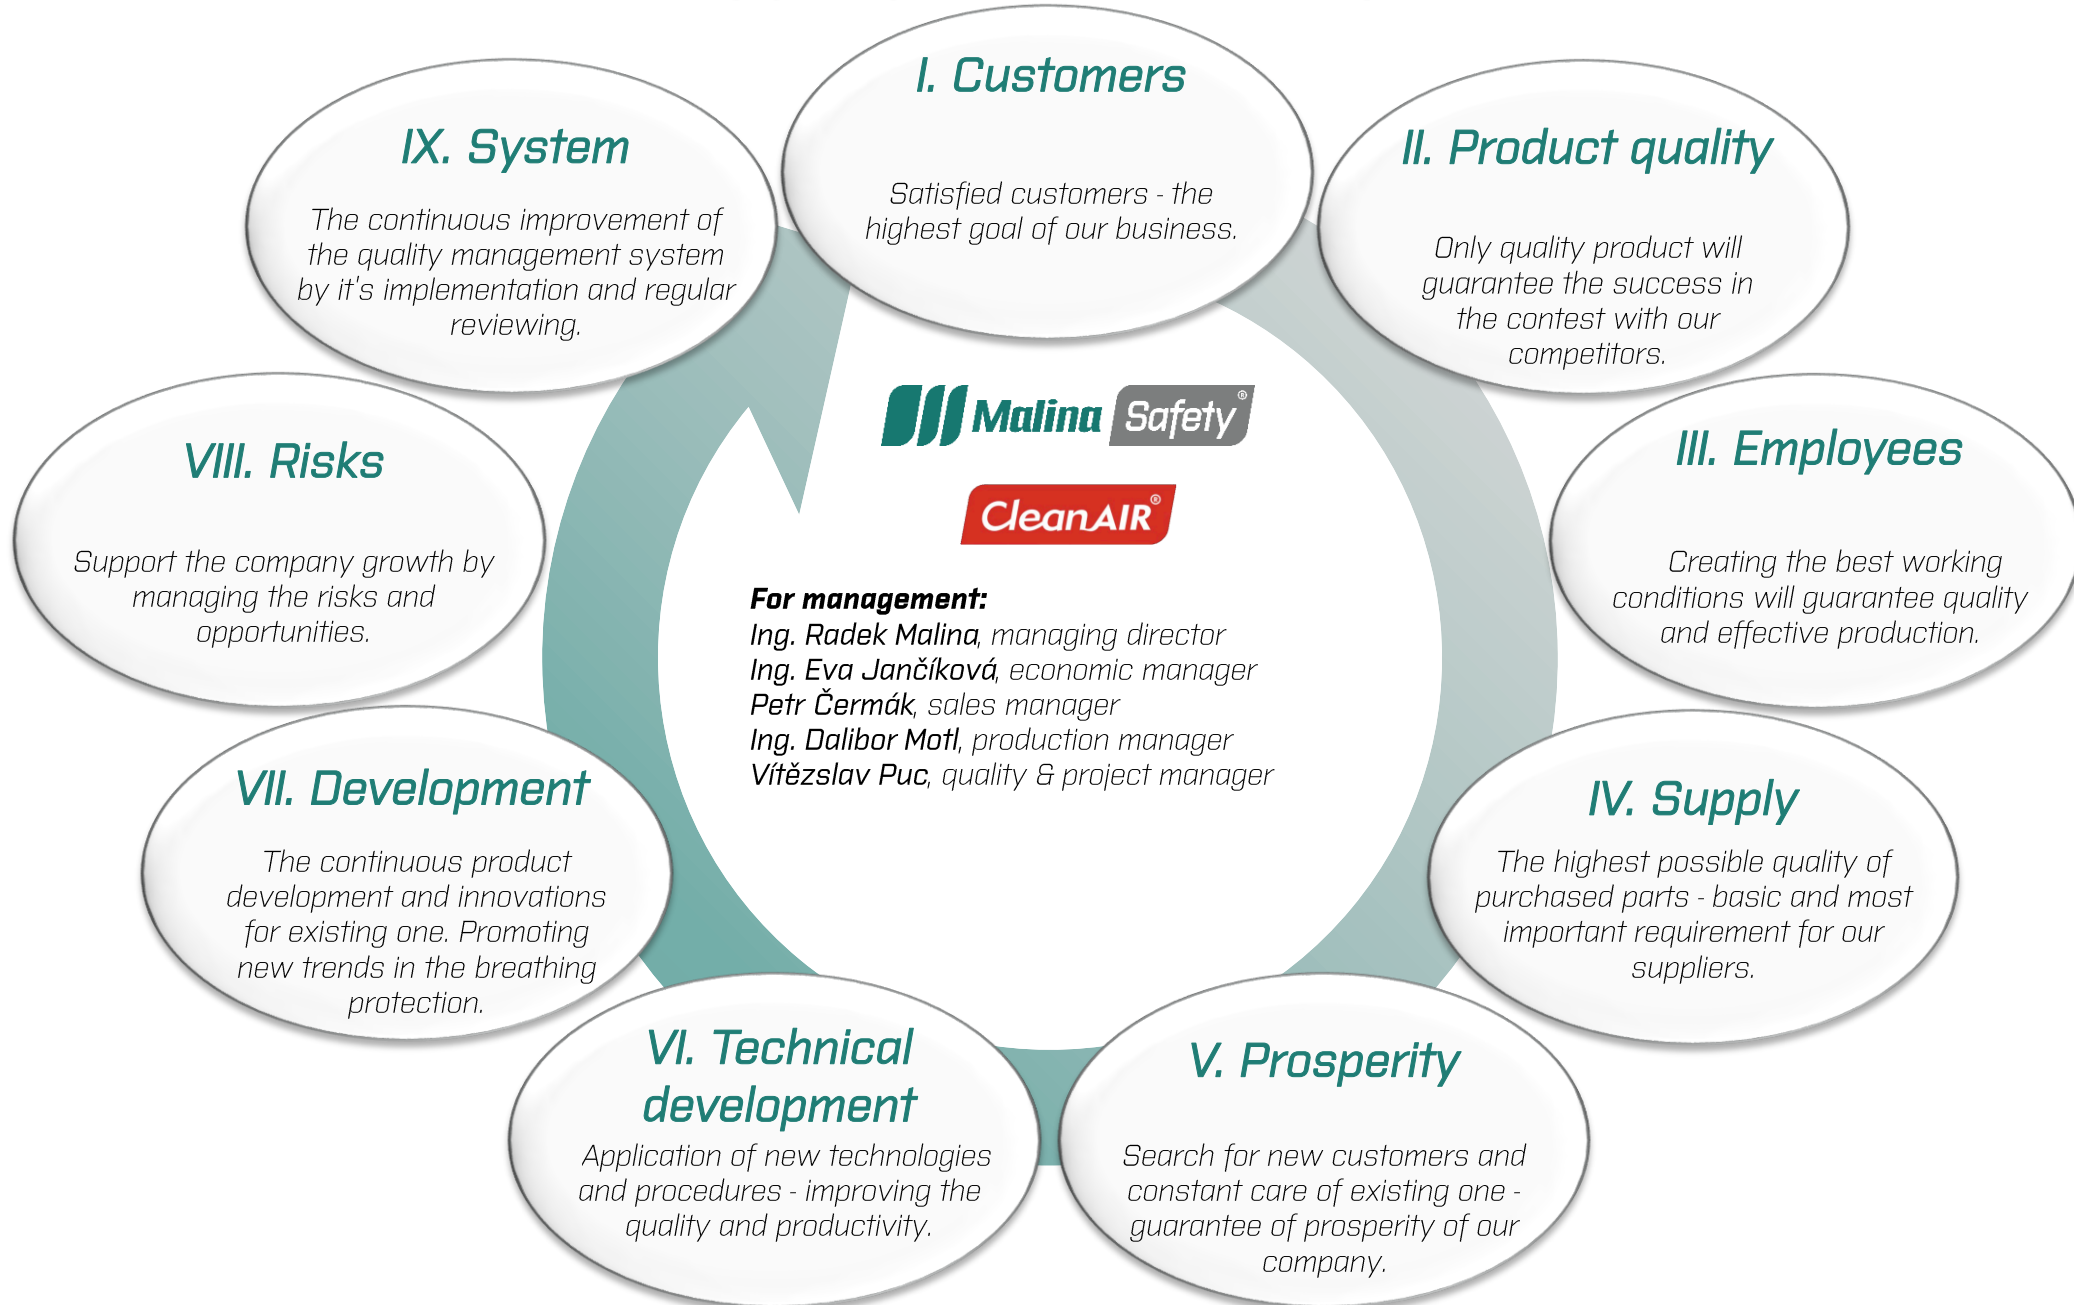 I. Customers
Satisfied customers - the
highest goal of our business.
II. Product quality
Only quality product will
guarantee the success in
the contest with our
competitors.
III. Employees
Creating the best working
conditions will guarantee quality
and effective production.
IV. Supply
The highest possible quality of
purchased parts - basic and most
important requirement for our
suppliers.
V. Prosperity
Search for new customers and
constant care of existing one -
guarantee of prosperity of our
company.
VI. Technical
development
Application of new technologies
and procedures - improving the
quality and productivity.
VII. Development
The continuous product
development and innovations
for existing one. Promoting
new trends in the breathing
protection.
VIII. Risks
Support the company growth by
managing the risks and
opportunities.
IX. System
The continuous improvement of
the quality management system
by it's implementation and regular
reviewing.
Malina Safety®
CleanAIR®
For management:
Ing. Radek Malina, managing director
Ing. Eva Jančíková, economic manager
Petr Čermák, sales manager
Ing. Dalibor Motl, production manager
Vítězslav Puc, quality & project manager